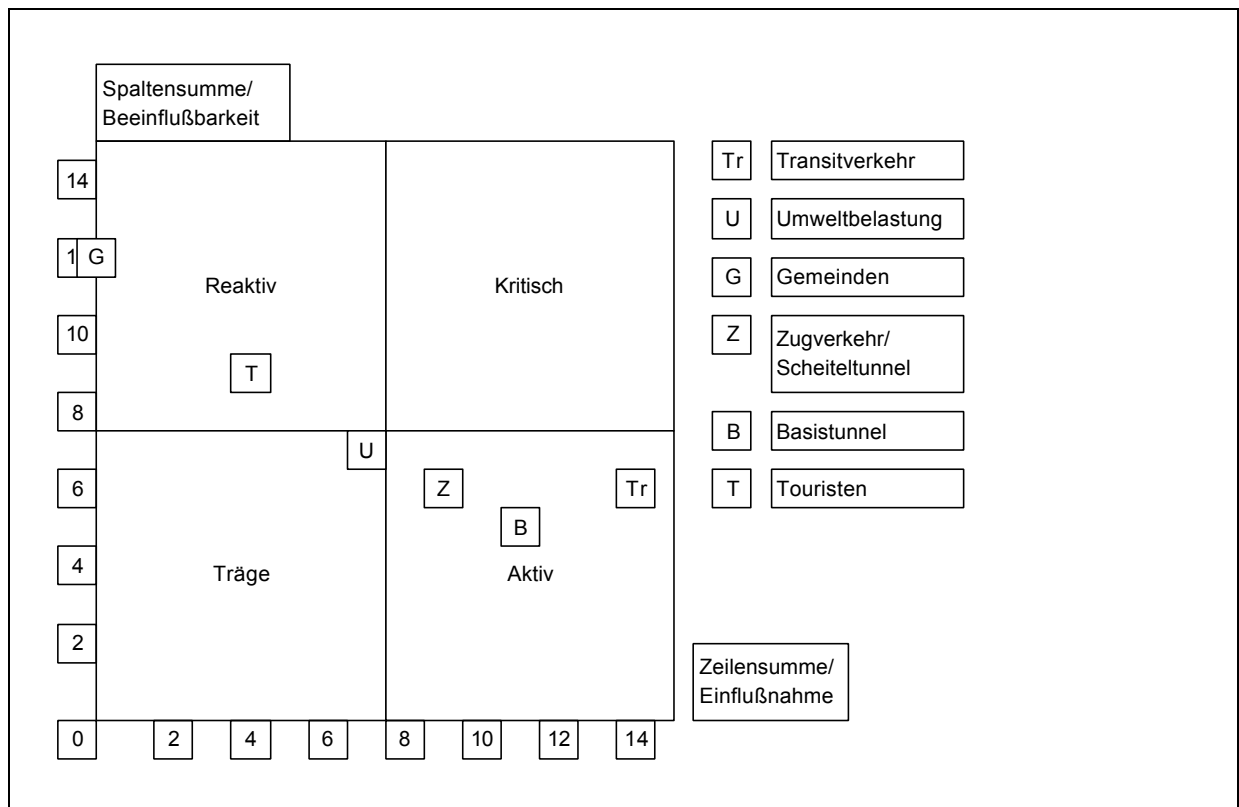 Spaltensumme/
Beeinflußbarkeit
14
Tr Transitverkehr
U Umweltbelastung
1 G
G Gemeinden
Reaktiv
Kritisch
10
Z Zugverkehr/
Scheiteltunnel
T
8
B Basistunnel
U
6
Z
Tr
T Touristen
B
4
Träge
Aktiv
2
Zeilensumme/
Einflußnahme
0 2 4 6 8 10 12 14